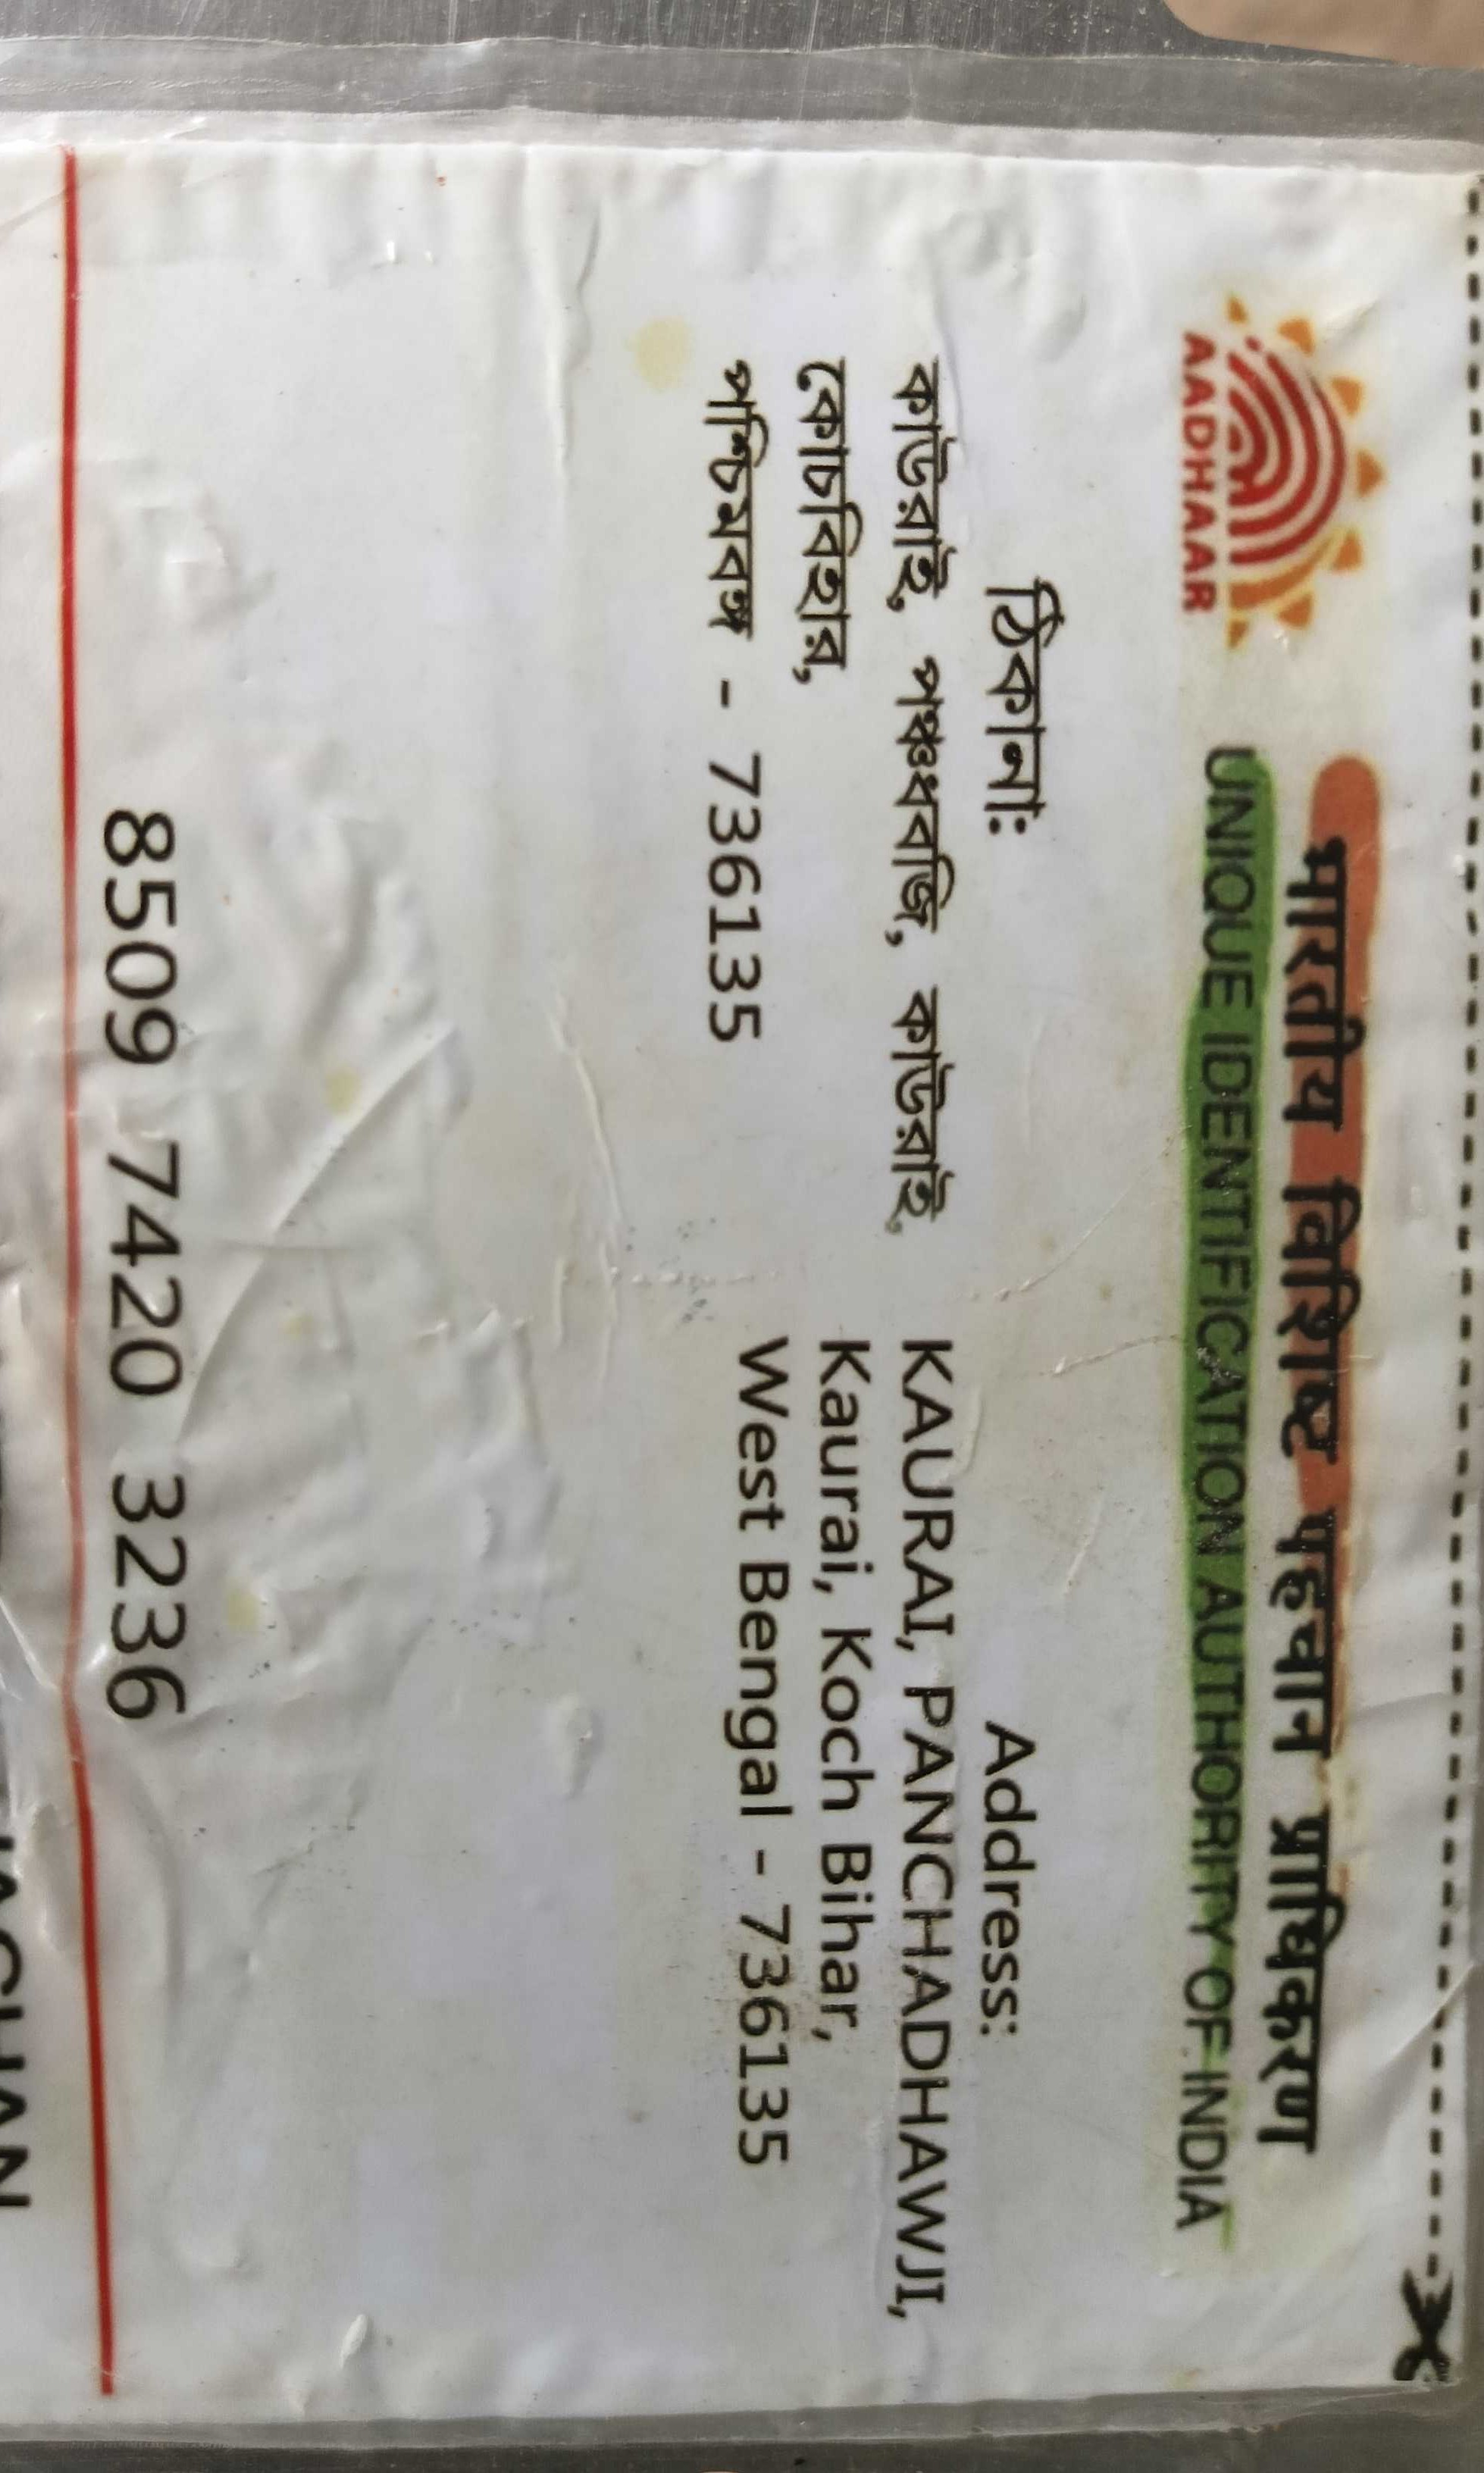 भारतीय विशिष्ट पहचान प्राधिकरण
UNIQUE IDENTIFICATION AUTHORITY OF INDIA
AADHAAR
ঠিকানা:
কাউরাই, পঞ্চধবজি, কাউরাই,
কোচবিহার,
পশ্চিমবঙ্গ - 736135
Address:
KAURAI, PANCHADHAWJI,
Kaurai, Koch Bihar,
West Bengal - 736135
8509 7420 3236